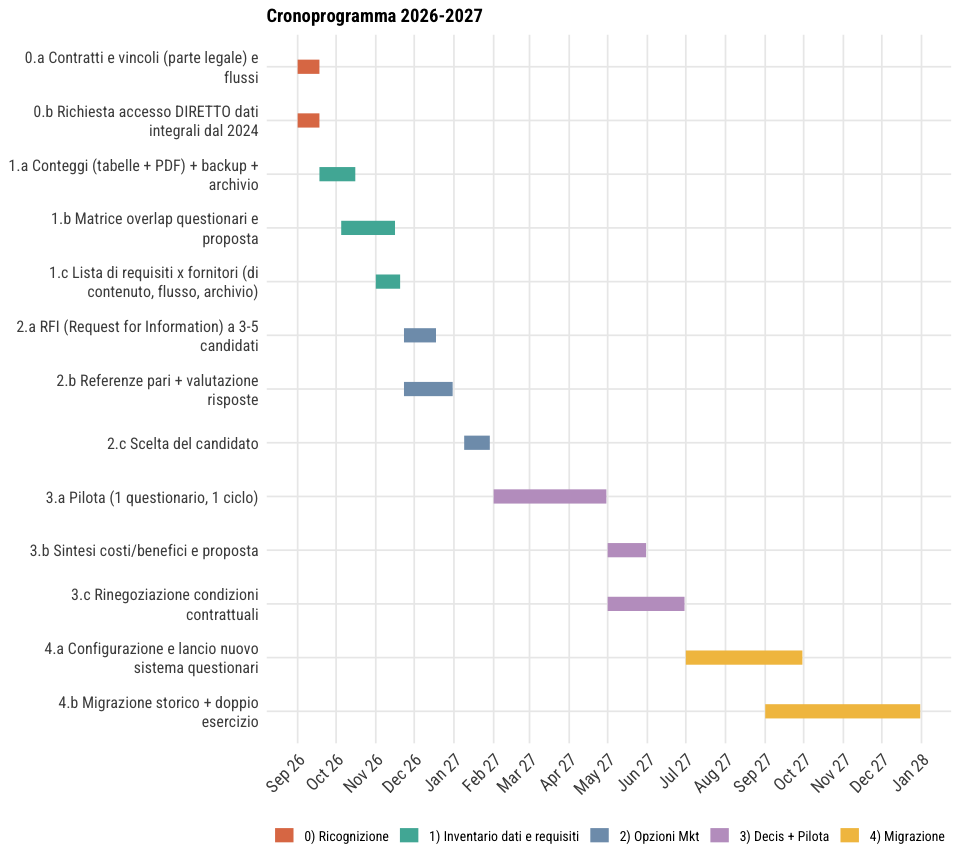 Cronoprogramma 2026-2027
0.a Contratti e vincoli (parte legale) e
flussi
0.b Richiesta accesso DIRETTO dati
integrali dal 2024
1.a Conteggi (tabelle + PDF) + backup +
archivio
1.b Matrice overlap questionari e
proposta
1.c Lista di requisiti x fornitori (di
contenuto, flusso, archivio)
2.a RFI (Request for Information) a 3-5
candidati
2.b Referenze pari + valutazione
risposte
2.c Scelta del candidato
3.a Pilota (1 questionario, 1 ciclo)
3.b Sintesi costi/benefici e proposta
3.c Rinegoziazione condizioni
contrattuali
4.a Configurazione e lancio nuovo
sistema questionari
4.b Migrazione storico + doppio
esercizio
Sep 26
Oct 26
Nov 26
Dec 26
Jan 27
Feb 27
Mar 27
Apr 27
May 27
Jun 27
Jul 27
Aug 27
Sep 27
Oct 27
Nov 27
Dec 27
Jan 28
0) Ricognizione
1) Inventario dati e requisiti
2) Opzioni Mkt
3) Decis + Pilota
4) Migrazione